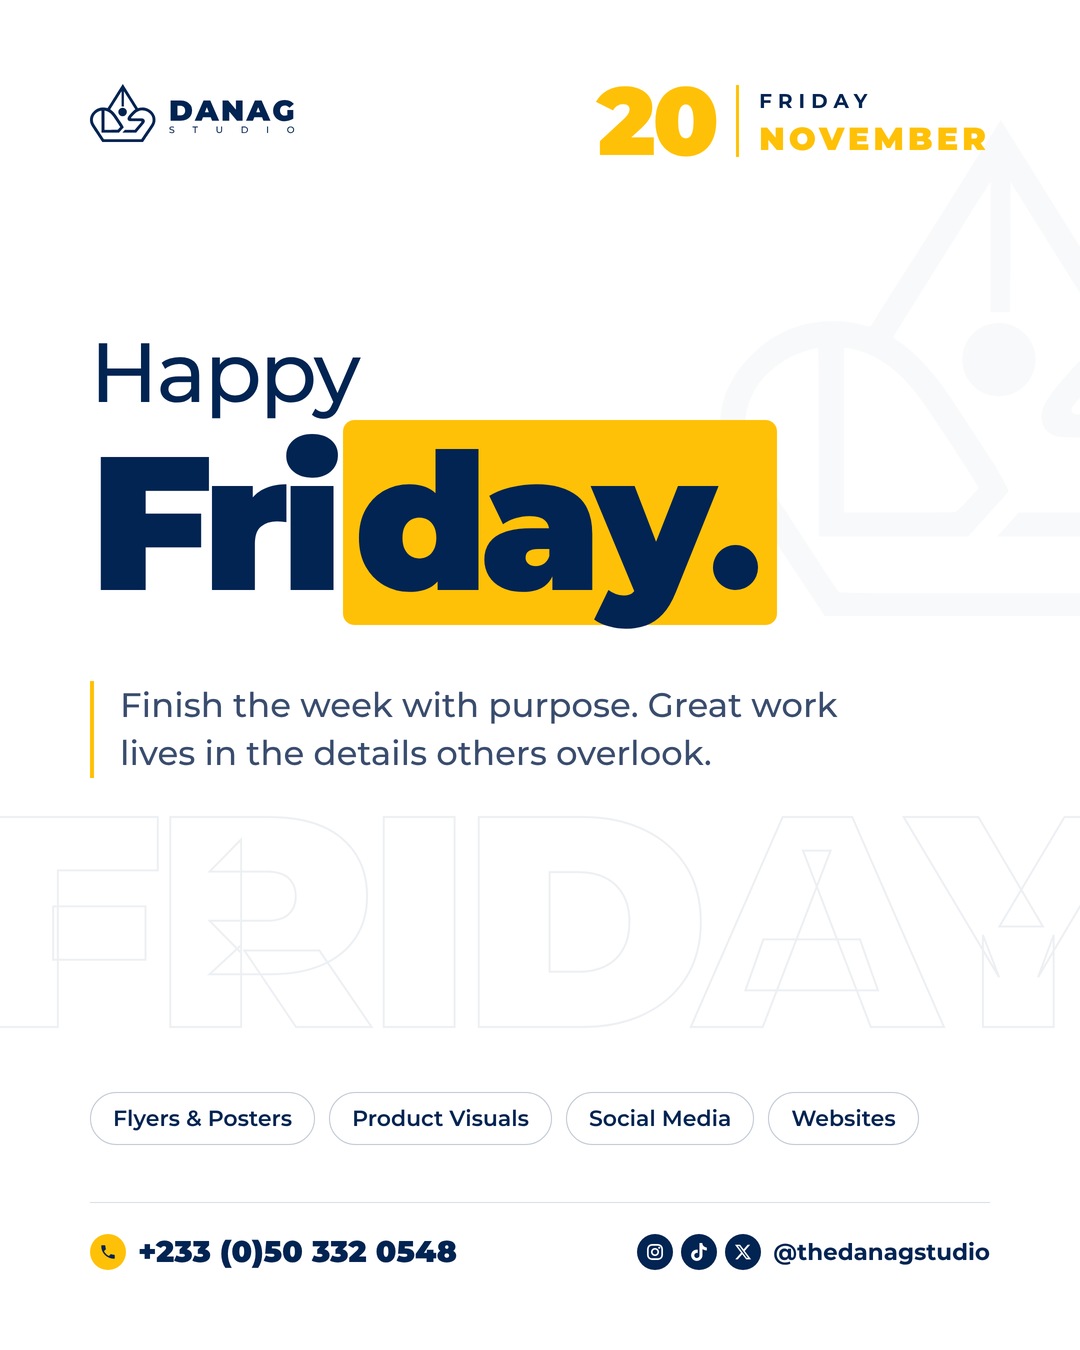 DANAG
STUDIO
20
FRIDAY
NOVEMBER
Happy
Friday.
Finish the week with purpose. Great work
lives in the details others overlook.
FRIDAY
Flyers & Posters
Product Visuals
Social Media
Websites
+233 (0)50 332 0548
@thedanagstudio